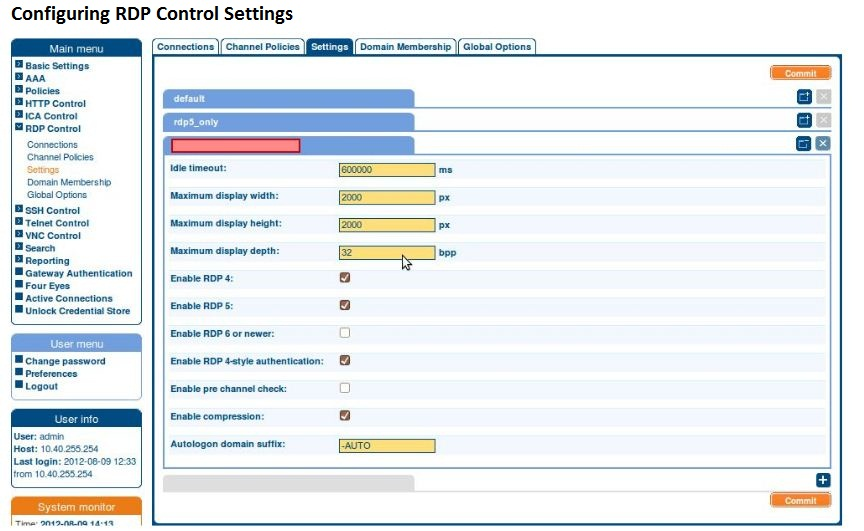 Configuring RDP Control Settings
Main menu
Basic Settings
AAA
Policies
HTTP Control
ICA Control
RDP Control
Connections
Channel Policies
Settings
Domain Membership
Global Options
SSH Control
Telnet Control
VNC Control
Search
Reporting
Gateway Authentication
Four Eyes
Active Connections
Unlock Credential Store
User menu
Change password
Preferences
Logout
User info
User: admin
Host: 10.40.255.254
Last login: 2012-08-09 12:33
from 10.40.255.254
System monitor
Time: 2012-08-09 14:13
Connections Channel Policies Settings Domain Membership Global Options
Commit
default
rdp5_only
Idle timeout: 600000 ms
Maximum display width: 2000 px
Maximum display height: 2000 px
Maximum display depth: 32 bpp
Enable RDP 4:
Enable RDP 5:
Enable RDP 6 or newer:
Enable RDP 4-style authentication:
Enable pre channel check:
Enable compression:
Autologon domain suffix: -AUTO
Commit